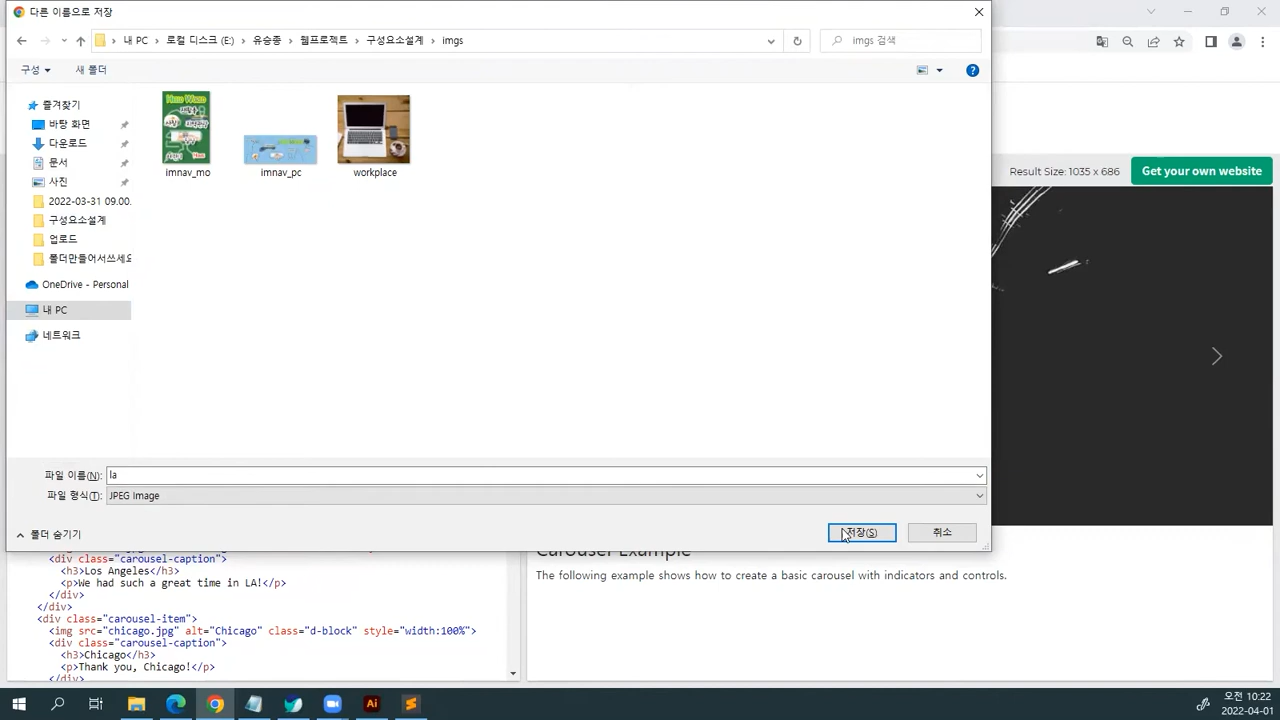 다른 이름으로 저장
내 PC > 로컬 디스크 (E:) > 유승종 > 웹프로젝트 > 구성요소설계 > imgs
imgs 검색
구성
새 폴더
즐겨찾기
바탕 화면
다운로드
문서
사진
2022-03-31 09.00.
구성요소설계
업로드
폴더만들어서쓰세요
OneDrive - Personal
내 PC
네트워크
imnav_mo
imnav_pc
workplace
Result Size: 1035 x 686
Get your own website
파일 이름(N):
la
파일 형식(T):
JPEG Image
폴더 숨기기
저장(S)
취소
<div class="carousel-caption">
<h3>Los Angeles</h3>
<p>We had such a great time in LA!</p>
</div>
</div>
<div class="carousel-item">
<img src="chicago.jpg" alt="Chicago" class="d-block" style="width:100%">
<div class="carousel-caption">
<h3>Chicago</h3>
<p>Thank you, Chicago!</p>
</div>
Carousel Example
The following example shows how to create a basic carousel with indicators and controls.
Ai
오전 10:22
2022-04-01